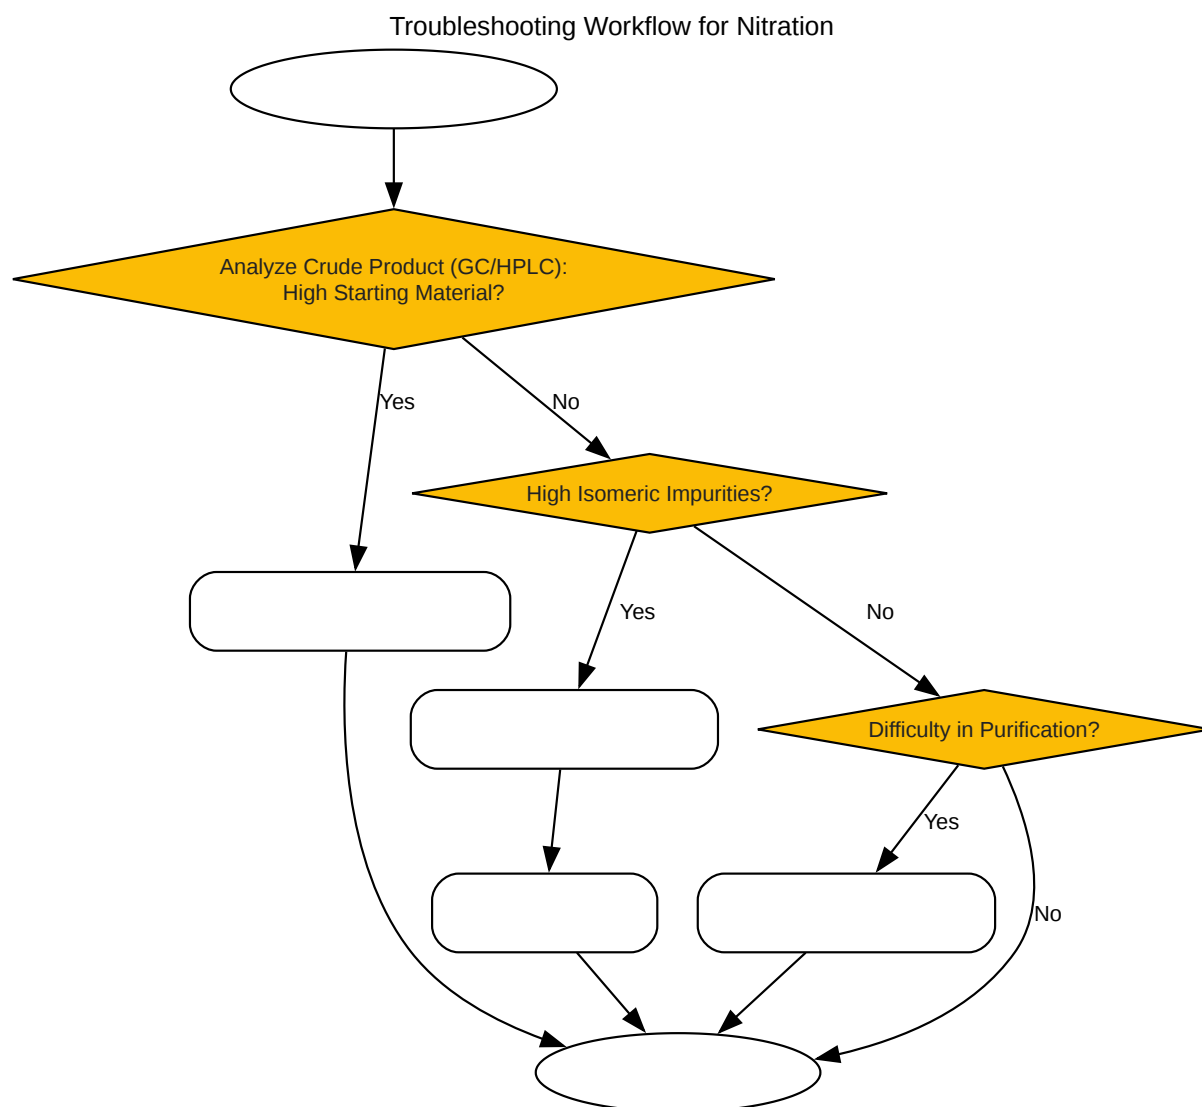 Troubleshooting Workflow for Nitration
Analyze Crude Product (GC/HPLC):
High Starting Material?
Yes
No
High Isomeric Impurities?
Yes
No
Difficulty in Purification?
Yes
No